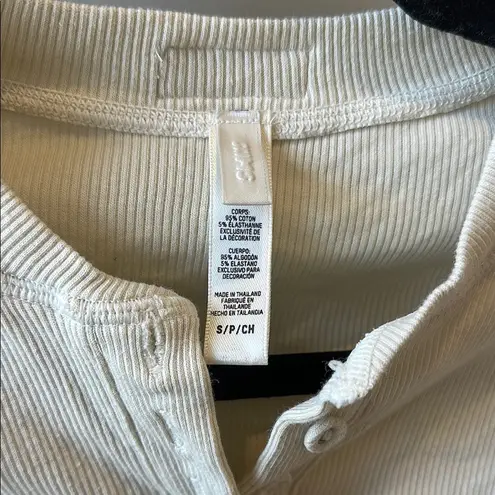 SKIMS
CORPS:
95% COTON
5% ÉLASTHANNE
EXCLUSIVITÉ DE
LA DÉCORATION
CUERPO:
95% ALGODÓN
5% ELASTANO
EXCLUSIVO PARA
DECORACIÓN
MADE IN THAILAND
FABRIQUÉ EN
THAÏLANDE
HECHO EN TAILANDIA
S/P/CH